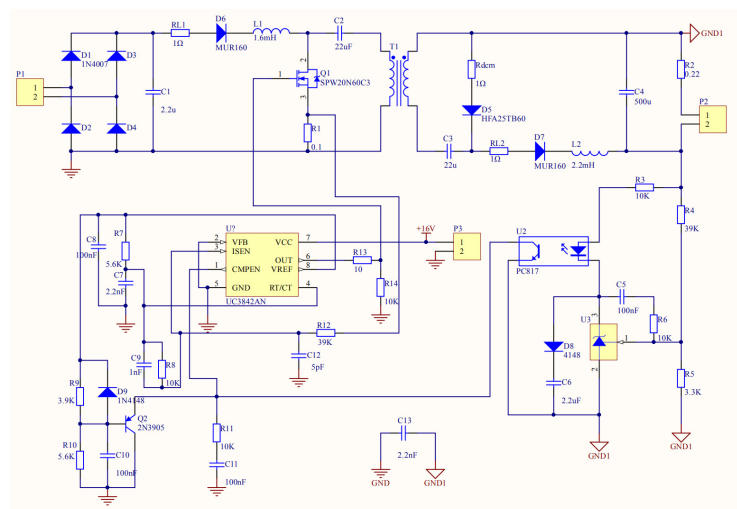 D6
RL1
L1
C2
1Ω
MUR160
1.6mH
22uF
T1
GND1
D1
1N4007
D3
P1
1
2
C1
2.2u
2
1
Q1
SPW20N60C3
3
Rdcm
1Ω
R2
0.22
C4
500u
P2
1
2
D5
HFA25TB60
D2
D4
R1
0.1
C3
22u
RL2
1Ω
D7
MUR160
L2
2.2mH
R3
10K
R4
39K
C8
100nF
R7
5.6K
C7
2.2nF
U?
2
VFB
VCC
7
3
ISEN
1
CMPEN
OUT
6
VREF
8
5
GND
RT/CT
4
UC3842AN
+16V
P3
1
2
R13
10
R14
10K
U2
PC817
C5
100nF
R6
10K
U3
3
1
2
D8
4148
C6
2.2uF
R5
3.3K
GND1
GND1
R12
39K
C12
5pF
C9
1nF
R8
10K
R9
3.9K
D9
1N4148
Q2
2N3905
R10
5.6K
C10
100nF
R11
10K
C11
100nF
C13
2.2nF
GND
GND1